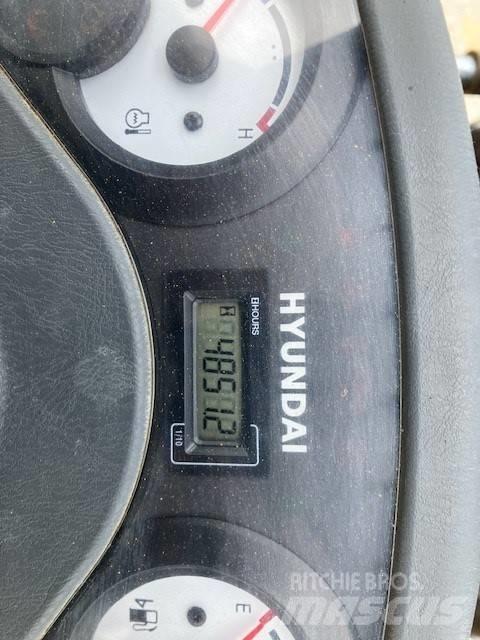 H
HYUNDAI
HOURS
48512
1/10
E
RITCHIE BROS.
MASCUS